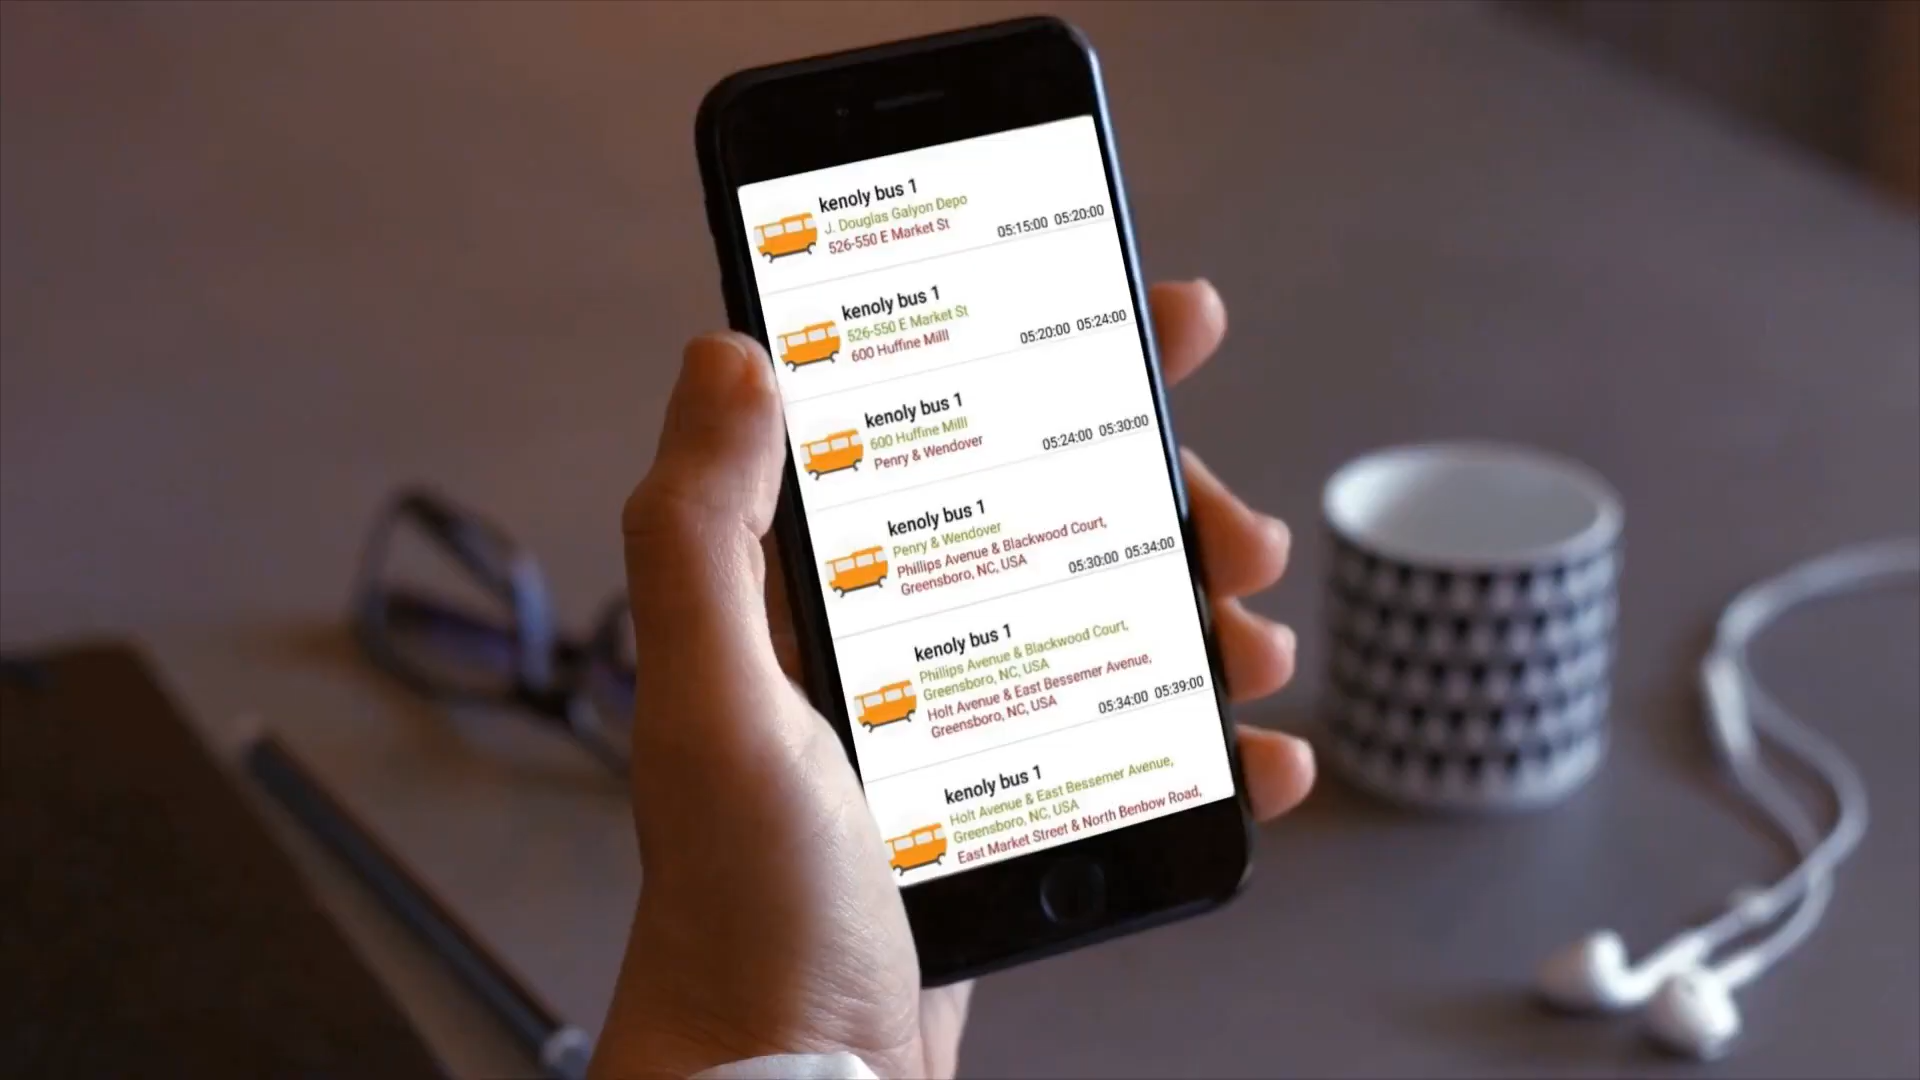 kenoly bus 1
J. Douglas Galyon Depo
526-550 E Market St
05:15:00 05:20:00
kenoly bus 1
526-550 E Market St
600 Huffine Milll
05:20:00 05:24:00
kenoly bus 1
600 Huffine Milll
Penry & Wendover
05:24:00 05:30:00
kenoly bus 1
Penry & Wendover
Phillips Avenue & Blackwood Court,
Greensboro, NC, USA
05:30:00 05:34:00
kenoly bus 1
Phillips Avenue & Blackwood Court,
Greensboro, NC, USA
Holt Avenue & East Bessemer Avenue,
Greensboro, NC, USA
05:34:00 05:39:00
kenoly bus 1
Holt Avenue & East Bessemer Avenue,
Greensboro, NC, USA
East Market Street & North Benbow Road,